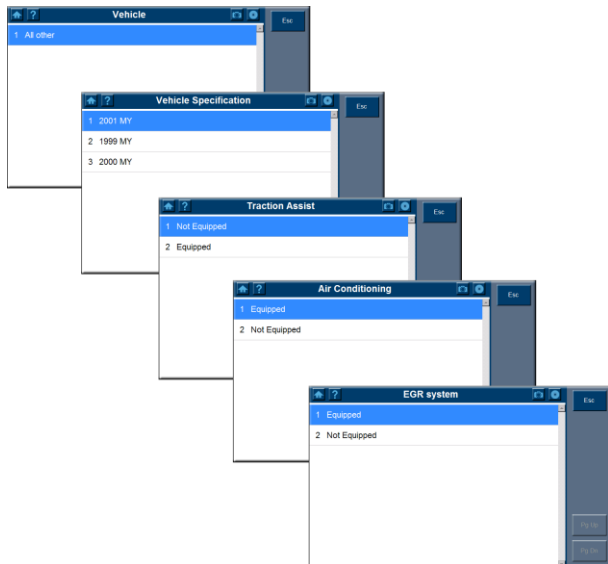 ? Vehicle
Esc
1 All other
? Vehicle Specification
Esc
1 2001 MY
2 1999 MY
3 2000 MY
? Traction Assist
Esc
1 Not Equipped
2 Equipped
? Air Conditioning
Esc
1 Equipped
2 Not Equipped
? EGR system
Esc
1 Equipped
2 Not Equipped